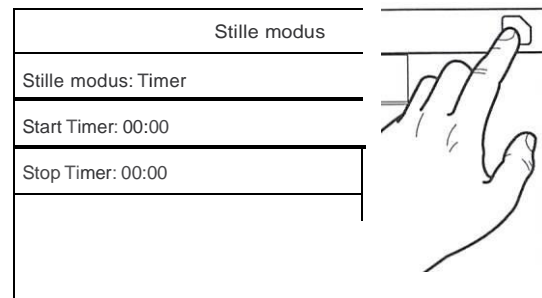 Stille modus
Stille modus: Timer
Start Timer: 00:00
Stop Timer: 00:00